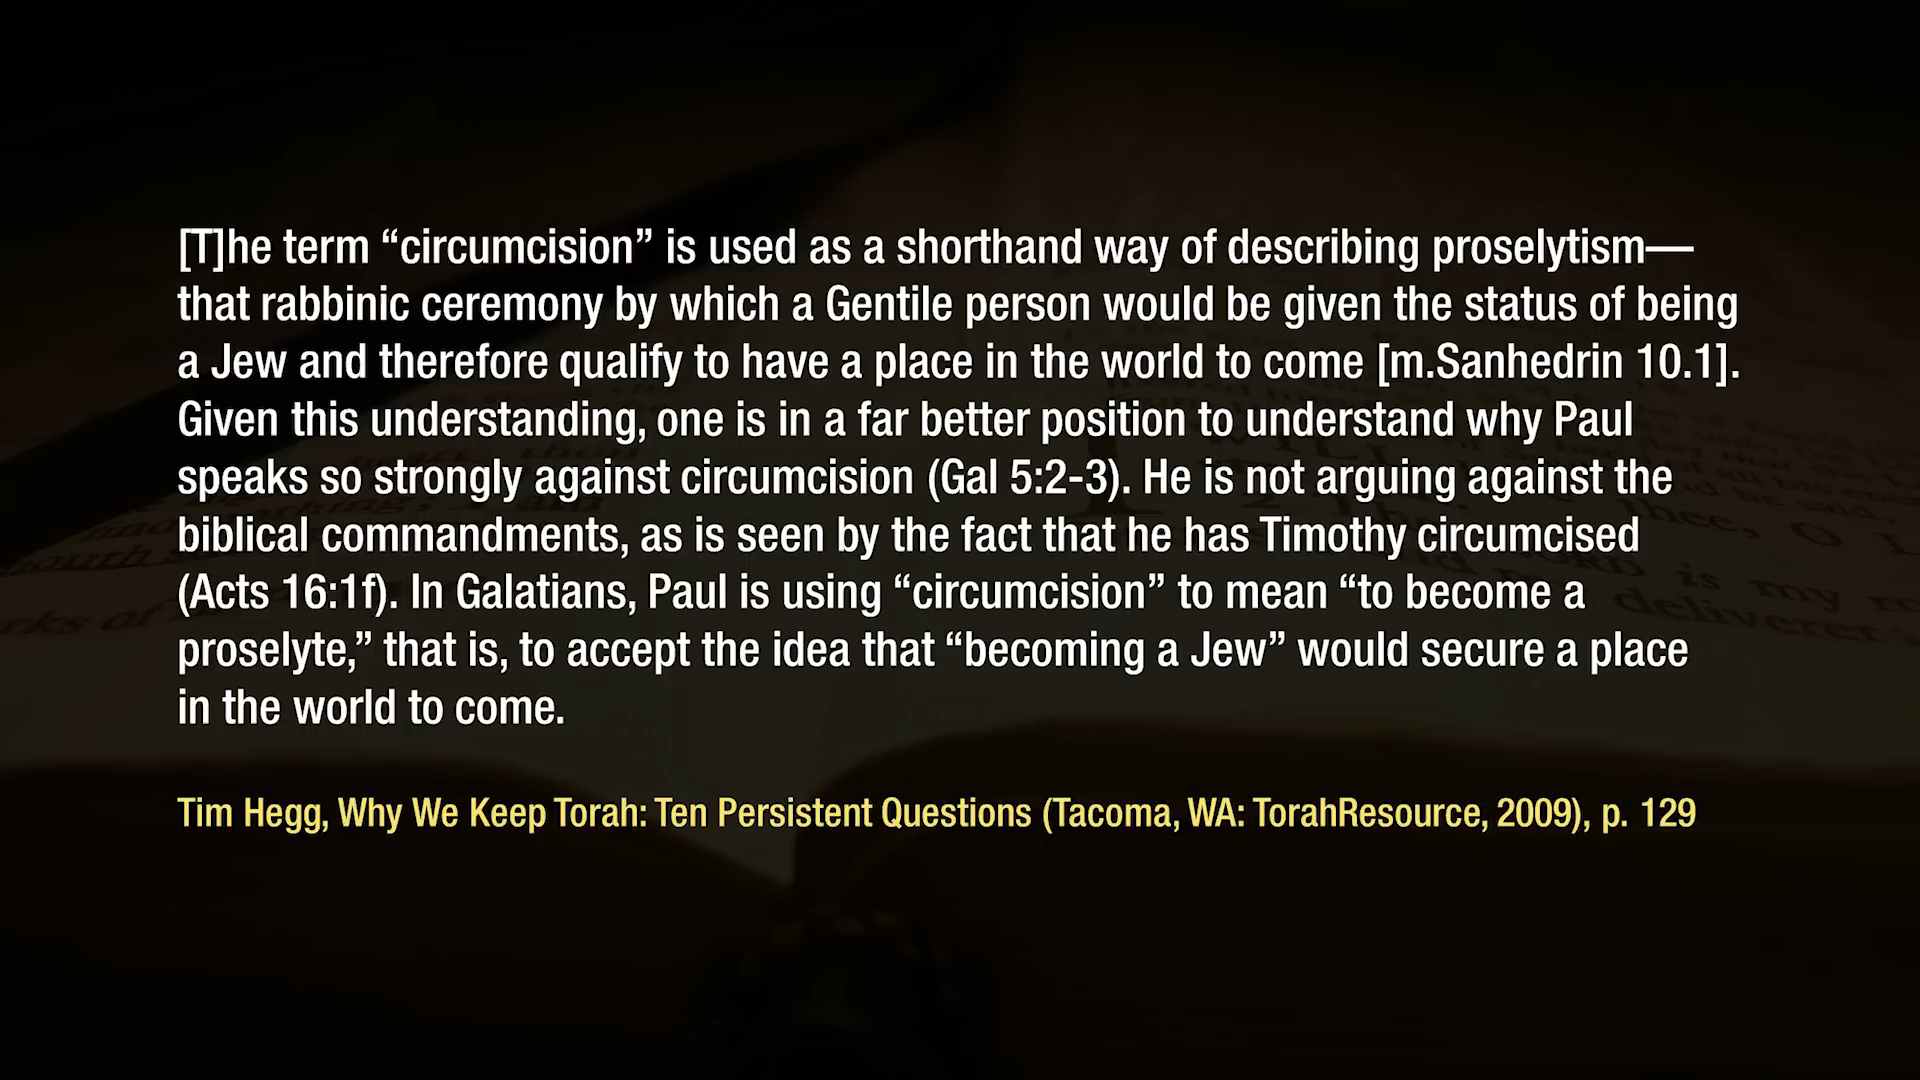 [T]he term “circumcision” is used as a shorthand way of describing proselytism—
that rabbinic ceremony by which a Gentile person would be given the status of being
a Jew and therefore qualify to have a place in the world to come [m.Sanhedrin 10.1].
Given this understanding, one is in a far better position to understand why Paul
speaks so strongly against circumcision (Gal 5:2-3). He is not arguing against the
biblical commandments, as is seen by the fact that he has Timothy circumcised
(Acts 16:1f). In Galatians, Paul is using “circumcision” to mean “to become a
proselyte,” that is, to accept the idea that “becoming a Jew” would secure a place
in the world to come.
Tim Hegg, Why We Keep Torah: Ten Persistent Questions (Tacoma, WA: TorahResource, 2009), p. 129